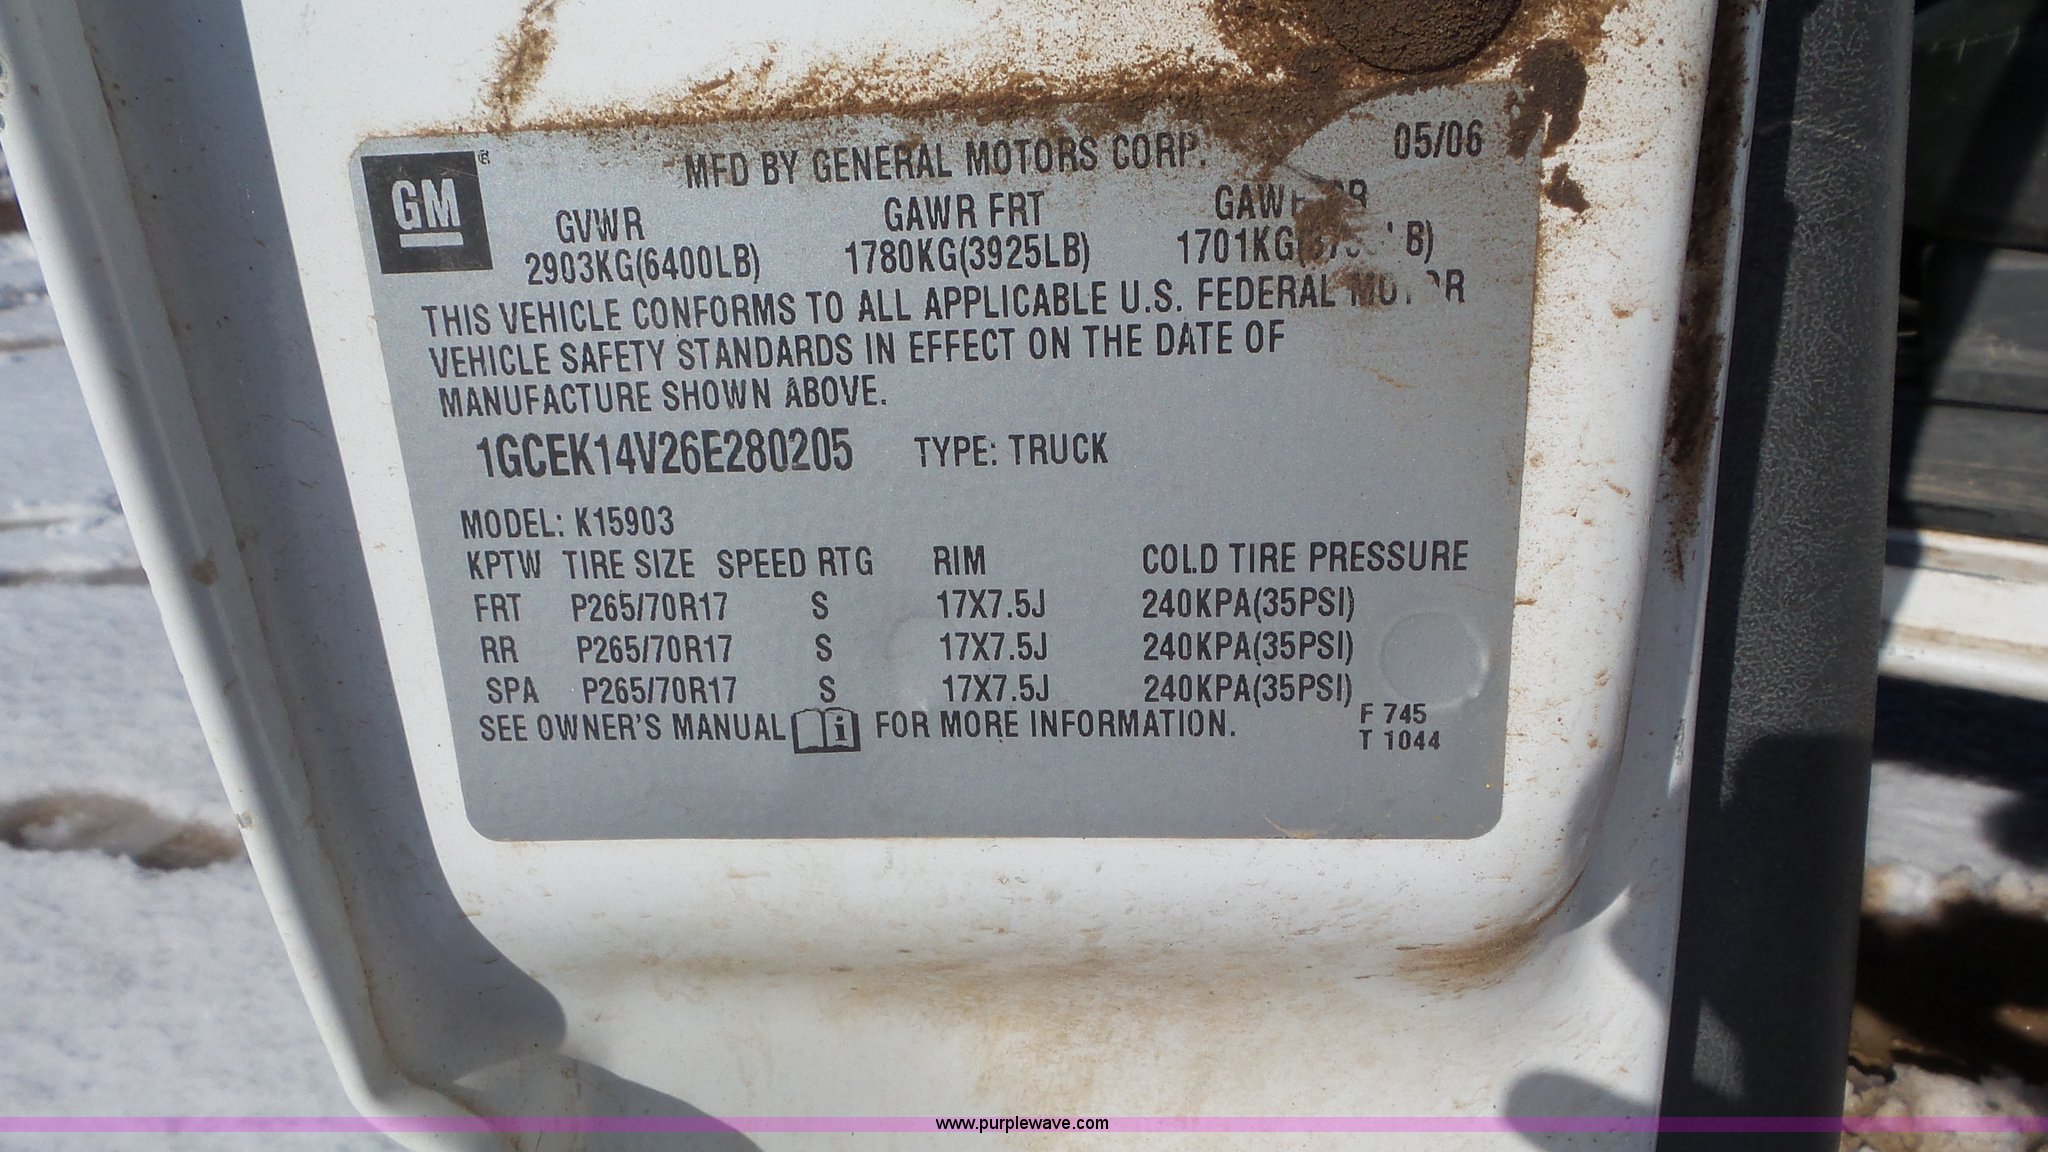 GM
MFD BY GENERAL MOTORS CORP. 05/06
GVWR GAWR FRT
2903KG(6400LB) 1780KG(3925LB) 1701KG
THIS VEHICLE CONFORMS TO ALL APPLICABLE U.S. FEDERAL MOTOR
VEHICLE SAFETY STANDARDS IN EFFECT ON THE DATE OF
MANUFACTURE SHOWN ABOVE.
1GCEK14V26E280205 TYPE: TRUCK
MODEL: K15903
KPTW TIRE SIZE SPEED RTG RIM COLD TIRE PRESSURE
FRT P265/70R17 S 17X7.5J 240KPA(35PSI)
RR P265/70R17 S 17X7.5J 240KPA(35PSI)
SPA P265/70R17 S 17X7.5J 240KPA(35PSI)
SEE OWNER'S MANUAL i FOR MORE INFORMATION.
F 745
T 1044
www.purplewave.com